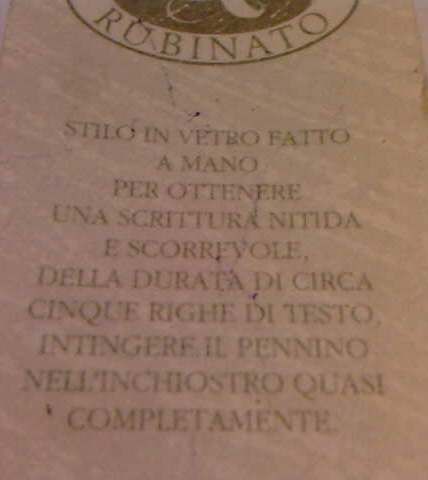 RUBINATO
STILO IN VETRO FATTO
A MANO
PER OTTENERE
UNA SCRITTURA NITIDA
E SCORREVOLE,
DELLA DURATA DI CIRCA
CINQUE RIGHE DI TESTO,
INTINGERE IL PENNINO
NELL'INCHIOSTRO QUASI
COMPLETAMENTE.